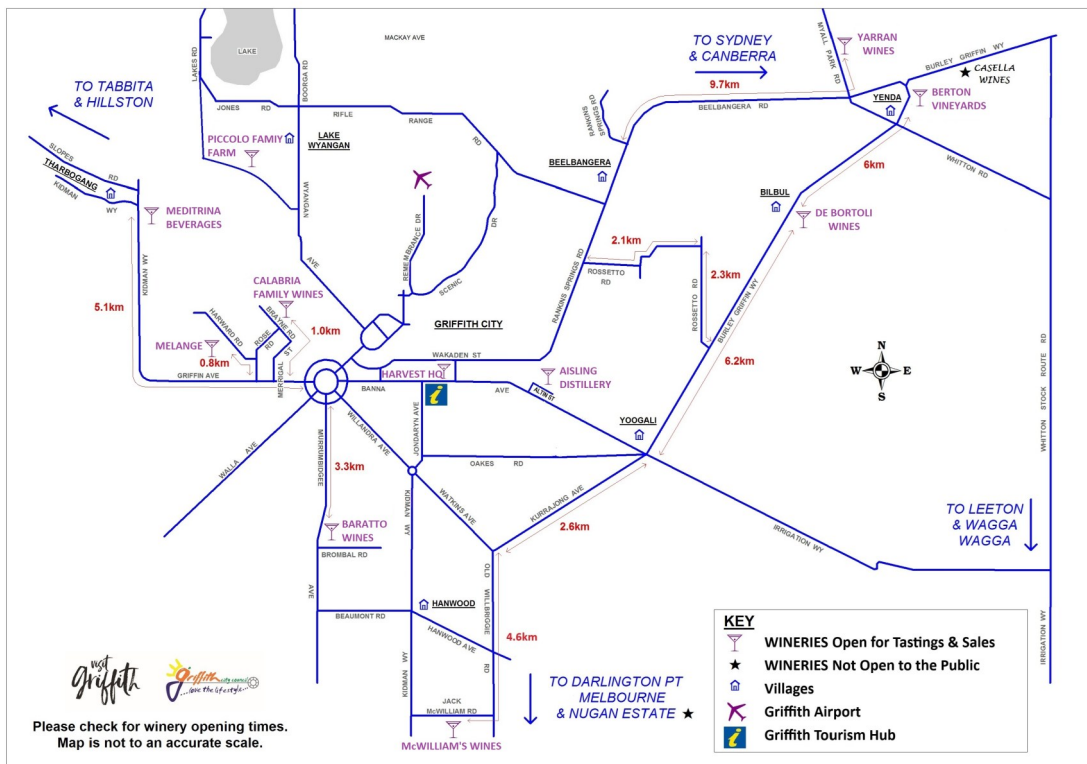 MACKAY AVE
LAKE
LAKES RD
BOORGA RD
TO SYDNEY
& CANBERRA
9.7km
MYALL PARK RD
YARRAN
WINES
BURLEY GRIFFIN WY
CASELLA
WINES
TO TABBITA
& HILLSTON
JONES RD
RIFLE RANGE RD
RANKINS
SPRINGS RD
BEELBANGERA RD
YENDA
BERTON
VINEYARDS
PICCOLO FAMIY
FARM
LAKE
WYANGAN
BEELBANGERA
WHITTON RD
SLOPES RD
THARBOGANG
KIDMAN WY
WYANGAN AVE
6km
BILBUL
MEDITRINA
BEVERAGES
REMEMBRANCE DR
SCENIC DR
DE BORTOLI
WINES
2.1km
ROSSETTO
RD
2.3km
ROSSETTO RD
RANKINS SPRINGS RD
BURLEY GRIFFIN WY
KIDMAN WY
5.1km
CALABRIA
FAMILY WINES
HARWARD RD
ROSE RD
BRAYNE RD
1.0km
GRIFFITH CITY
6.2km
WHITTON STOCK ROUTE RD
MELANGE
0.8km
MERRIGAL ST
WAKADEN ST
N
W E
S
GRIFFIN AVE
HARVEST HQ
BANNA AVE
AISLING
DISTILLERY
ALTIN ST
i
YOOGALI
WILLANDRA AVE
JONDARYN AVE
WALLA AVE
MURRUMBOGEE AVE
3.3km
OAKES RD
KIDMAN WY
WATKINS AVE
KURRAJONG AVE
2.6km
IRRIGATION WY
TO LEETON
& WAGGA
WAGGA
BARATTO
WINES
BROMBAL RD
OLD WILLBRIGGIE RD
HANWOOD
BEAUMONT RD
HANWOOD AVE
4.6km
KIDMAN WY
JACK
McWILLIAM RD
McWILLIAM'S WINES
TO DARLINGTON PT
MELBOURNE
& NUGAN ESTATE
IRRIGATION WY
KEY
WINERIES Open for Tastings & Sales
WINERIES Not Open to the Public
Villages
Griffith Airport
i
Griffith Tourism Hub
visit
griffith
griffith city council
...love the lifestyle...
Please check for winery opening times.
Map is not to an accurate scale.